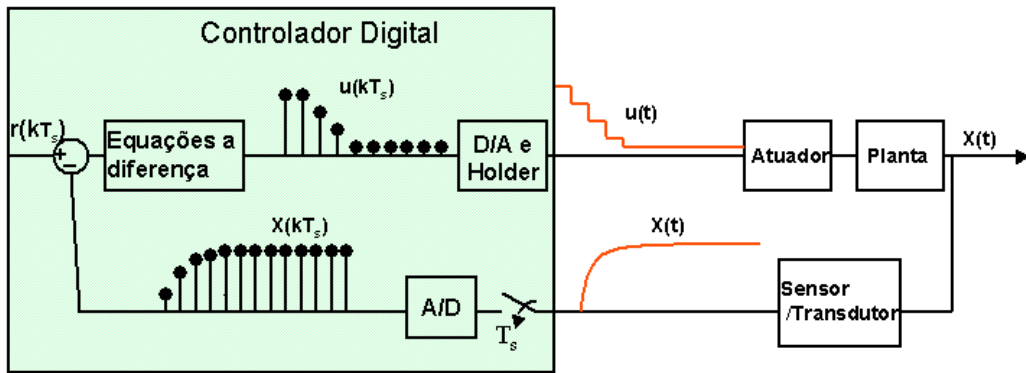 Controlador Digital
r(kTs)
+
−
Equações a
diferença
u(kTs)
D/A e
Holder
u(t)
Atuador
Planta
X(t)
X(kTs)
A/D
Ts
X(t)
Sensor
/Transdutor